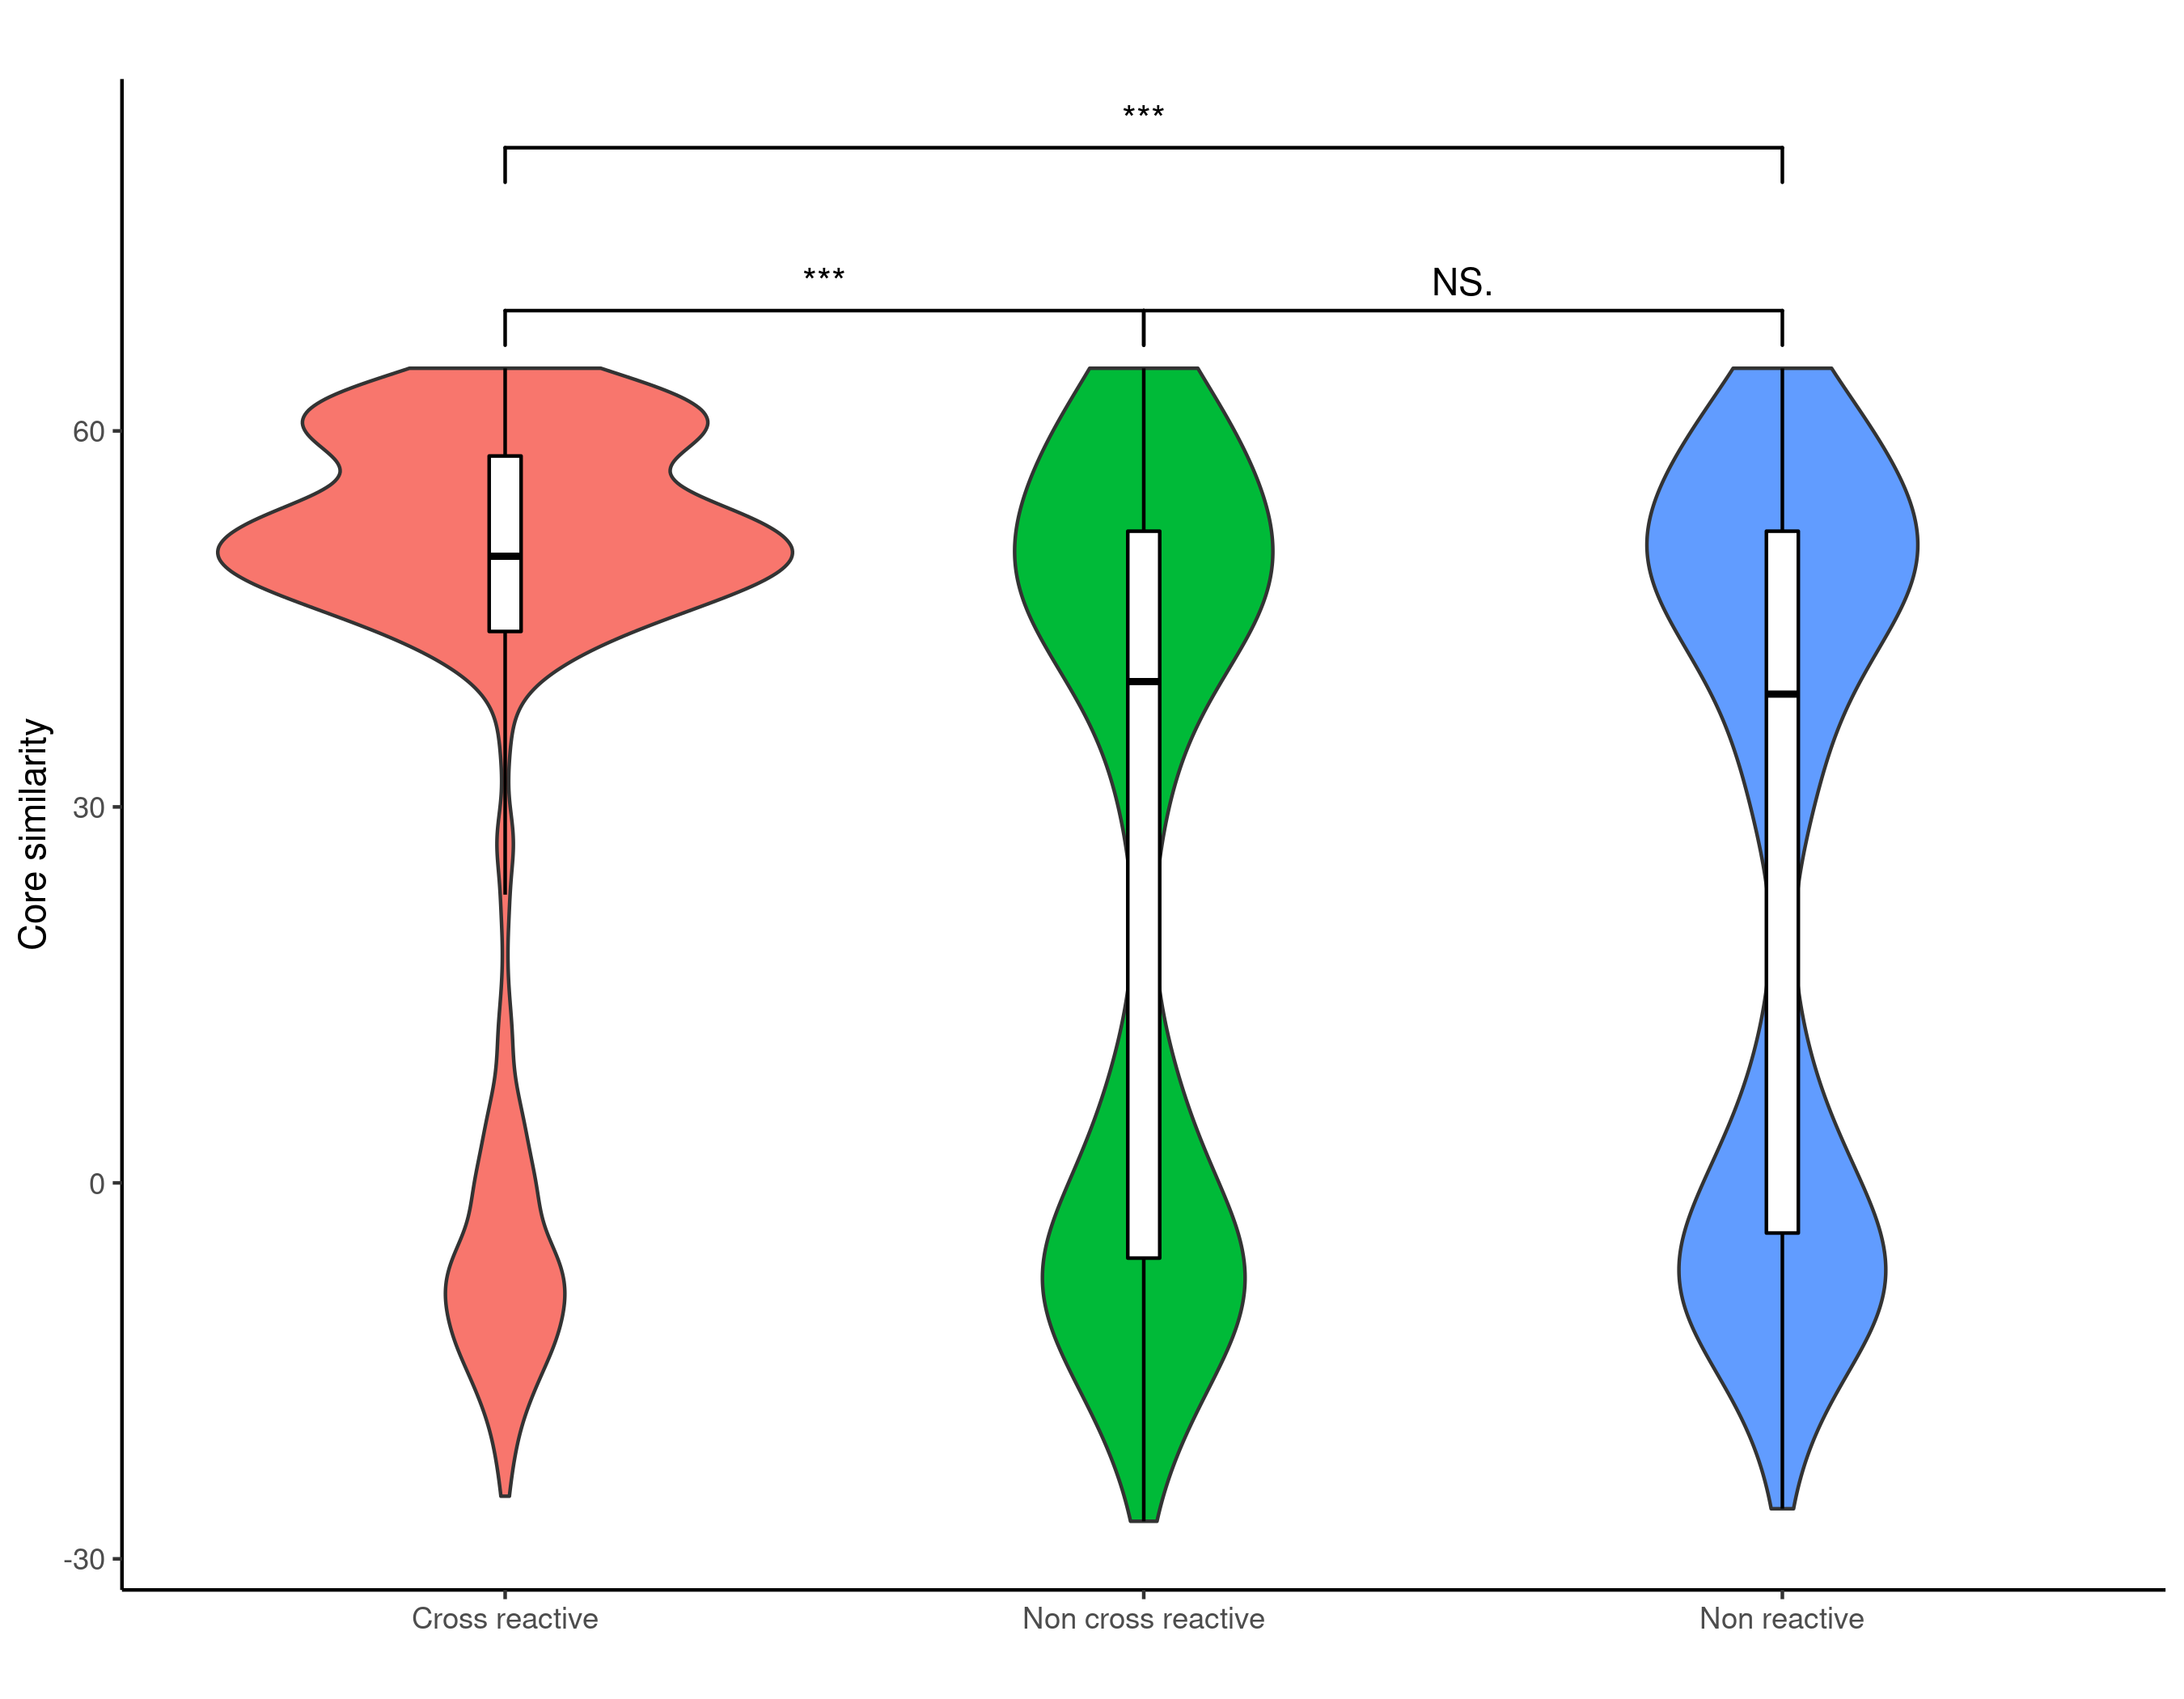 ***
***
NS.
60
30
0
-30
Core similarity
Cross reactive
Non cross reactive
Non reactive